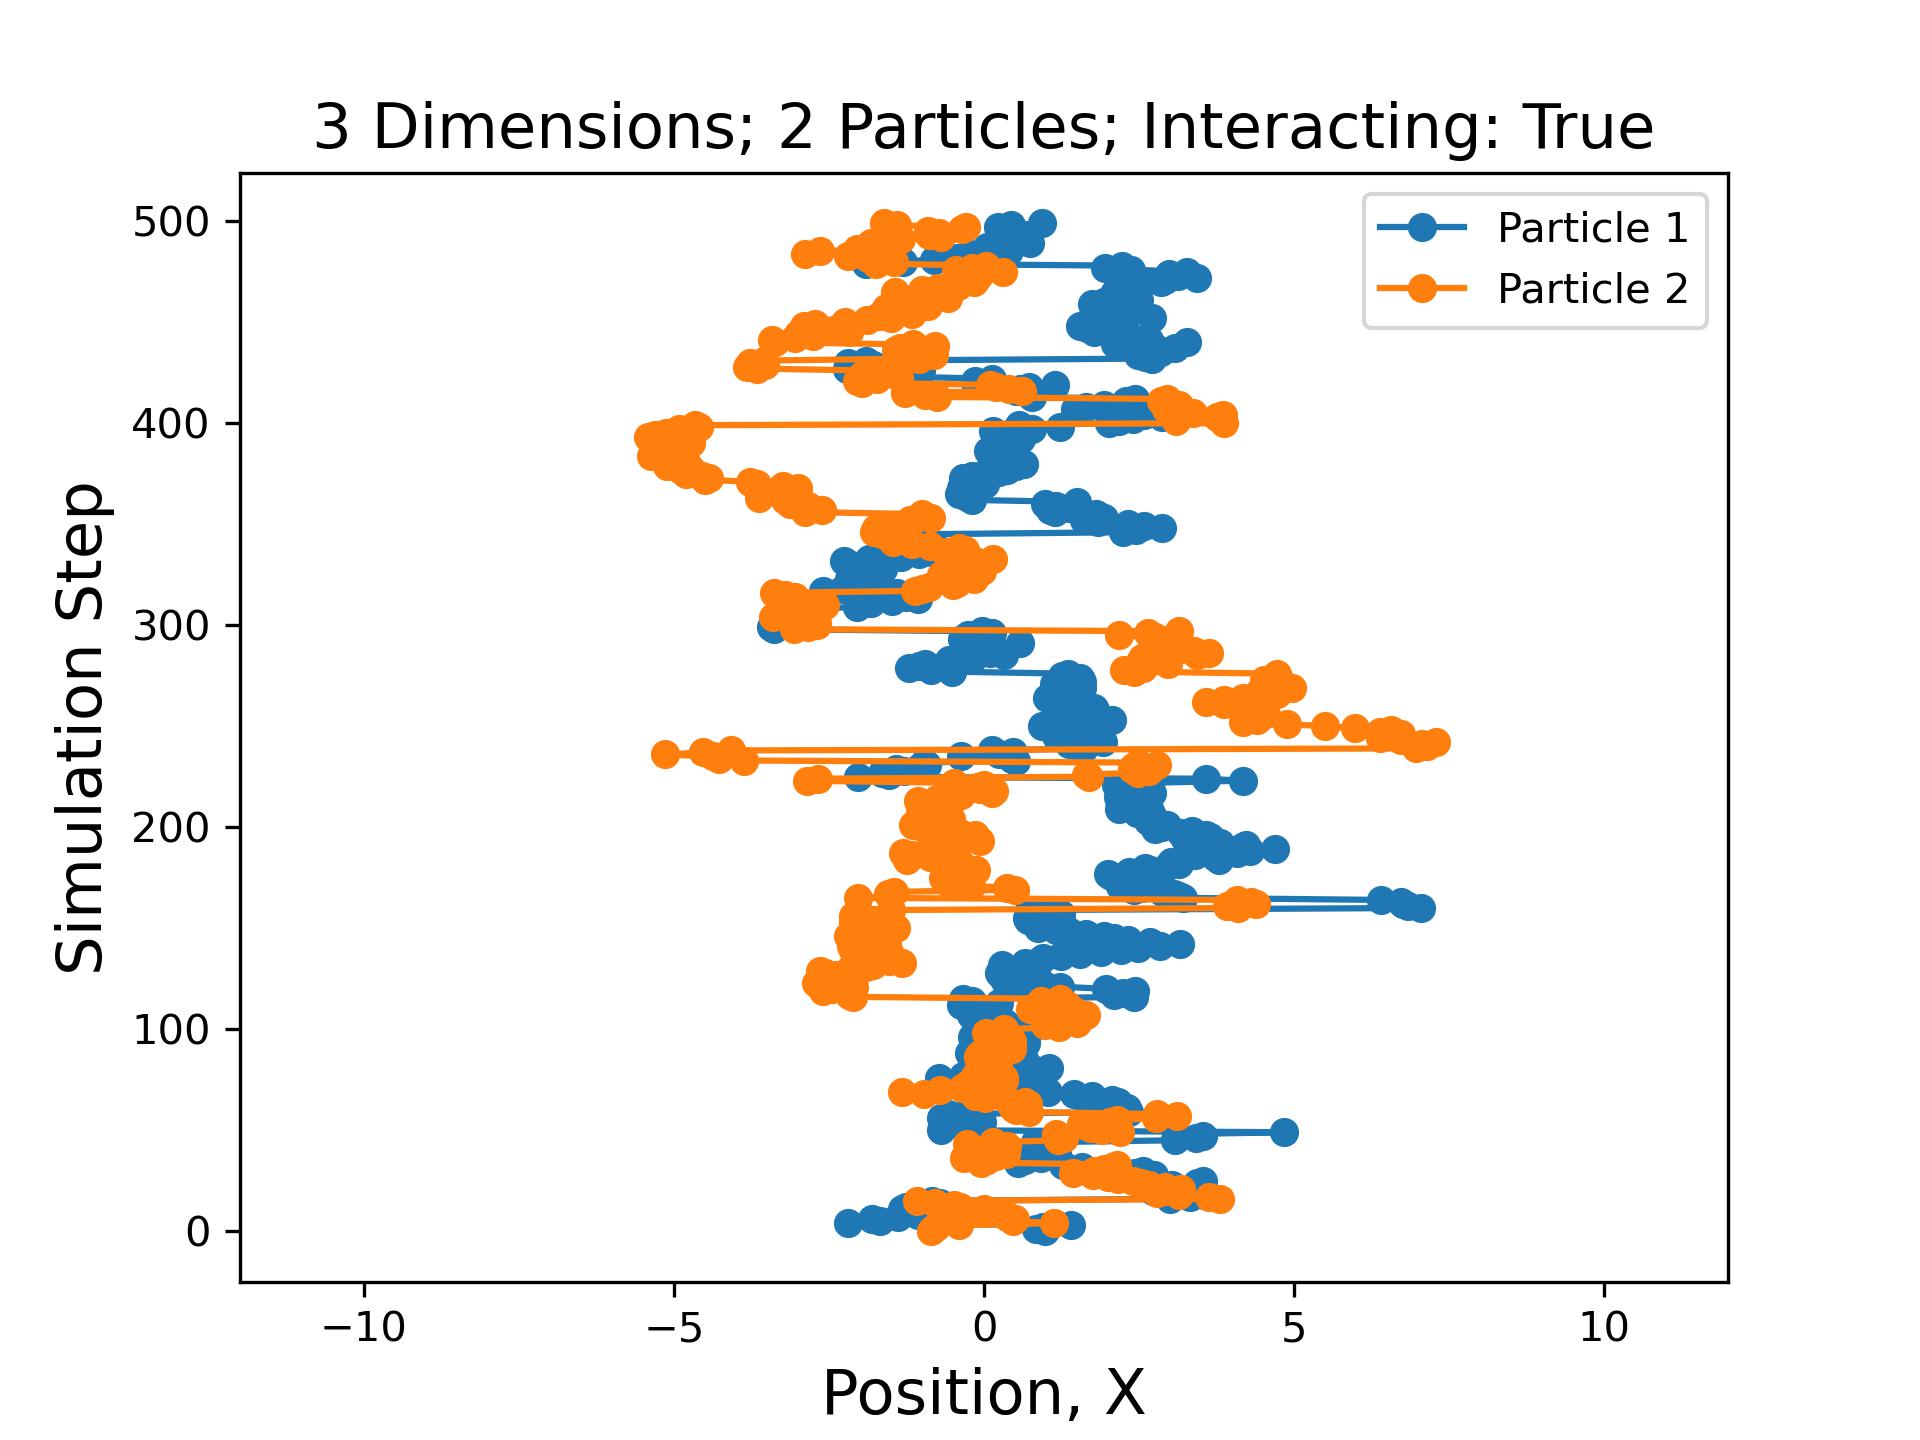 3 Dimensions; 2 Particles; Interacting: True
Particle 1
Particle 2
500
400
300
200
100
0
Simulation Step
−10
−5
0
5
10
Position, X